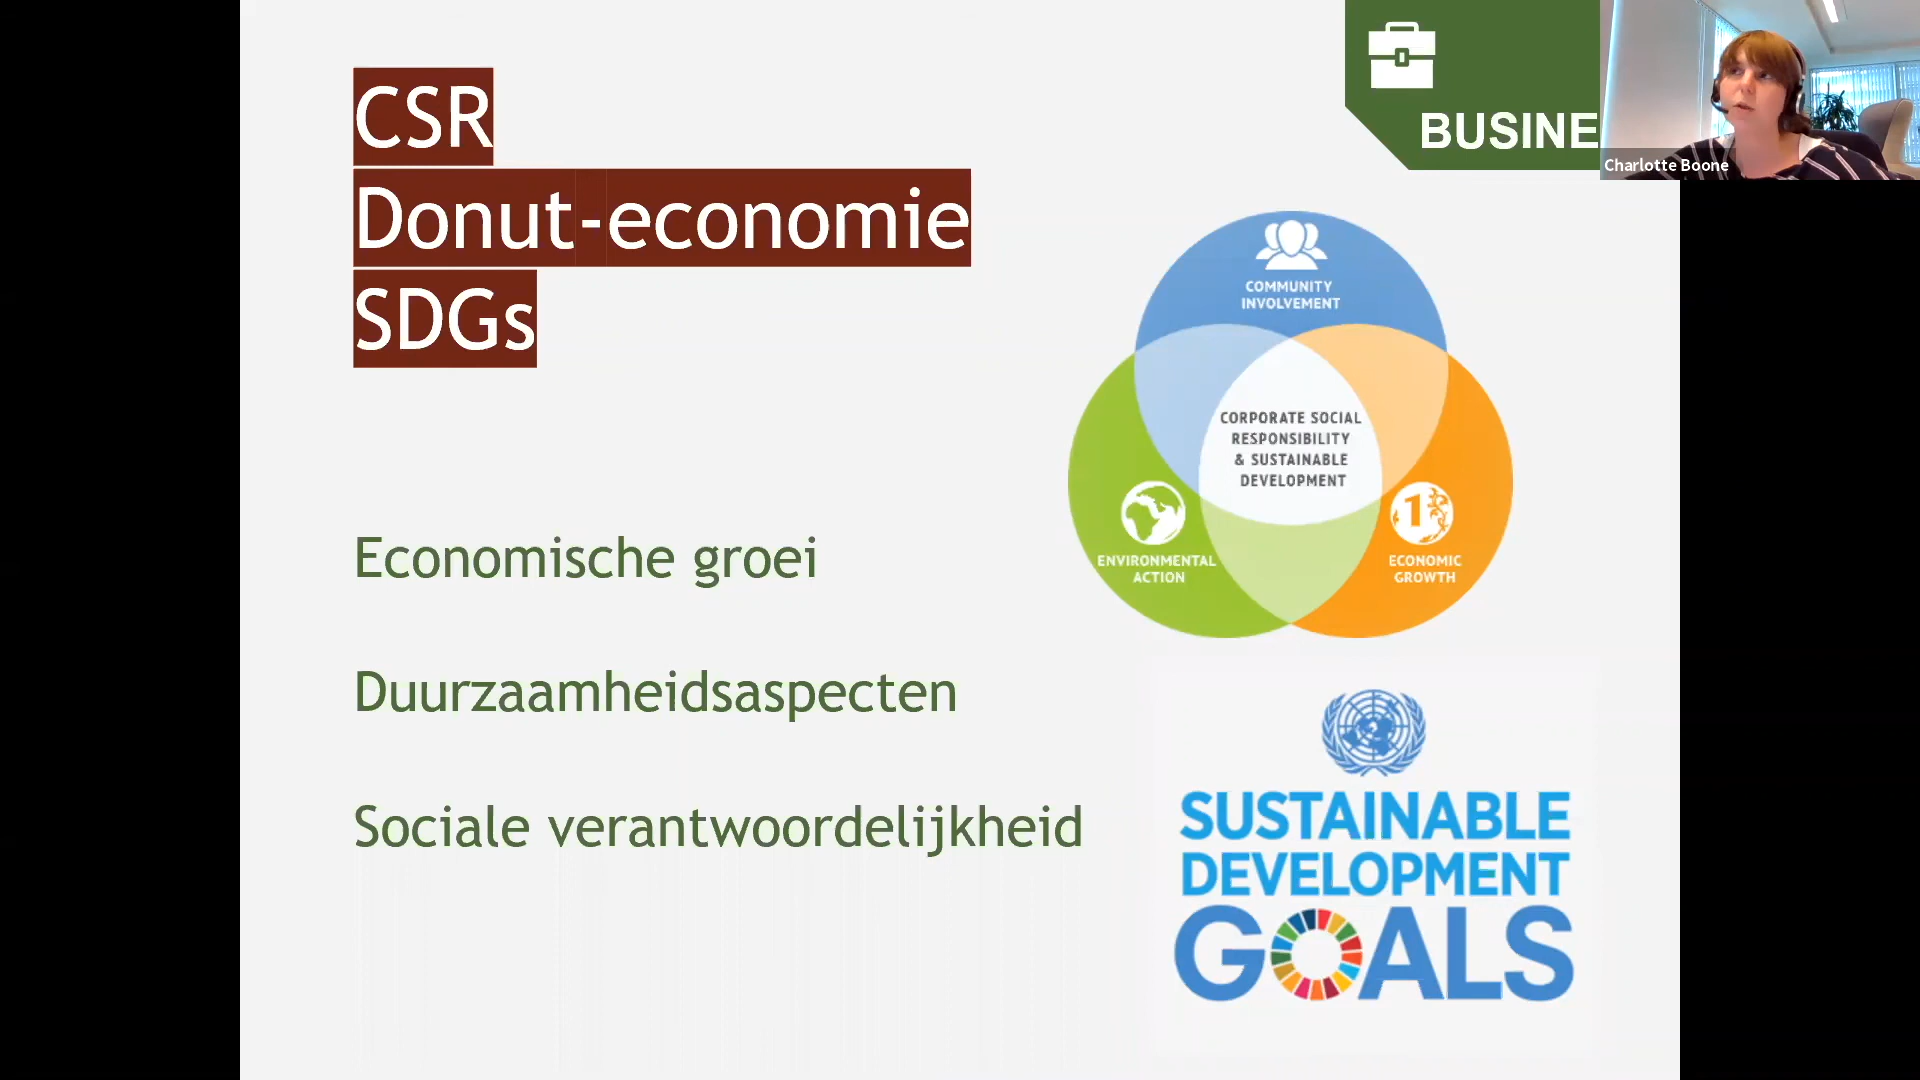 CSR
Donut-economie
SDGs
BUSINE
Charlotte Boone
COMMUNITY
INVOLVEMENT
CORPORATE SOCIAL
RESPONSIBILITY
& SUSTAINABLE
DEVELOPMENT
1
ENVIRONMENTAL
ACTION
ECONOMIC
GROWTH
Economische groei
Duurzaamheidsaspecten
Sociale verantwoordelijkheid
SUSTAINABLE
DEVELOPMENT
GOALS